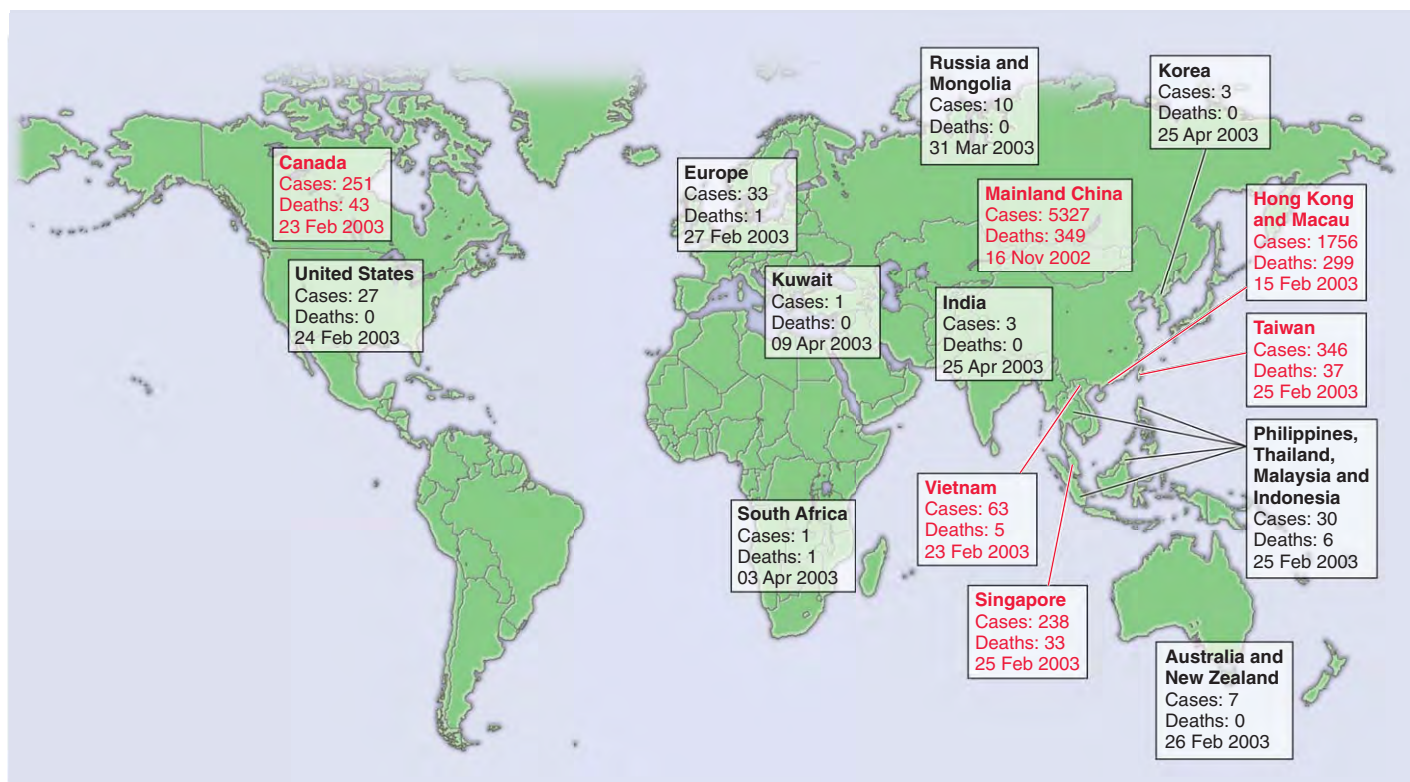 Russia and
Mongolia
Cases: 10
Deaths: 0
31 Mar 2003
Korea
Cases: 3
Deaths: 0
25 Apr 2003
Canada
Cases: 251
Deaths: 43
23 Feb 2003
Europe
Cases: 33
Deaths: 1
27 Feb 2003
Mainland China
Cases: 5327
Deaths: 349
16 Nov 2002
Hong Kong
and Macau
Cases: 1756
Deaths: 299
15 Feb 2003
United States
Cases: 27
Deaths: 0
24 Feb 2003
Kuwait
Cases: 1
Deaths: 0
09 Apr 2003
India
Cases: 3
Deaths: 0
25 Apr 2003
Taiwan
Cases: 346
Deaths: 37
25 Feb 2003
Philippines,
Thailand,
Malaysia and
Indonesia
Cases: 30
Deaths: 6
25 Feb 2003
Vietnam
Cases: 63
Deaths: 5
23 Feb 2003
South Africa
Cases: 1
Deaths: 1
03 Apr 2003
Singapore
Cases: 238
Deaths: 33
25 Feb 2003
Australia and
New Zealand
Cases: 7
Deaths: 0
26 Feb 2003